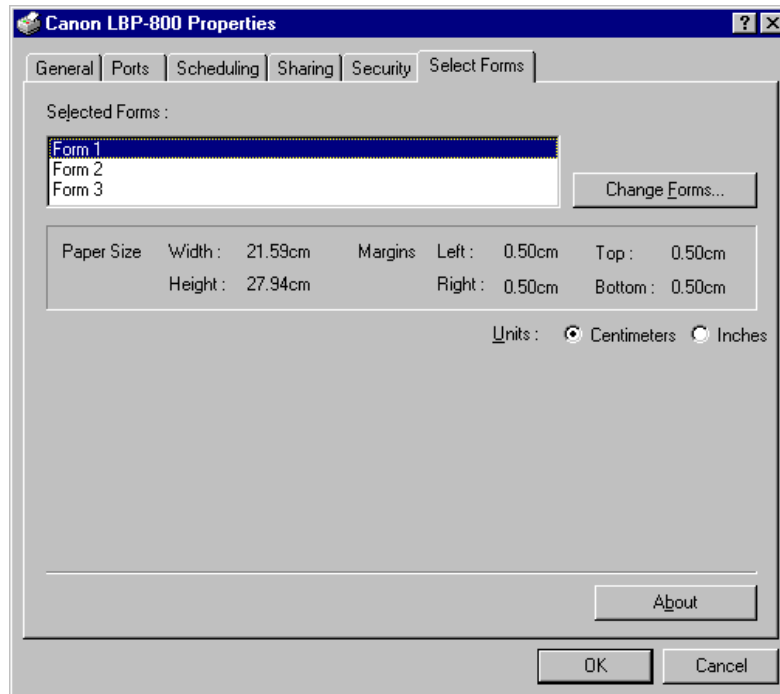 Canon LBP-800 Properties
General Ports Scheduling Sharing Security Select Forms
Selected Forms :
Form 1
Form 2
Form 3
Change Forms...
Paper Size Width : 21.59cm Margins Left : 0.50cm Top : 0.50cm
Height : 27.94cm Right : 0.50cm Bottom : 0.50cm
Units : Centimeters Inches
About
OK Cancel